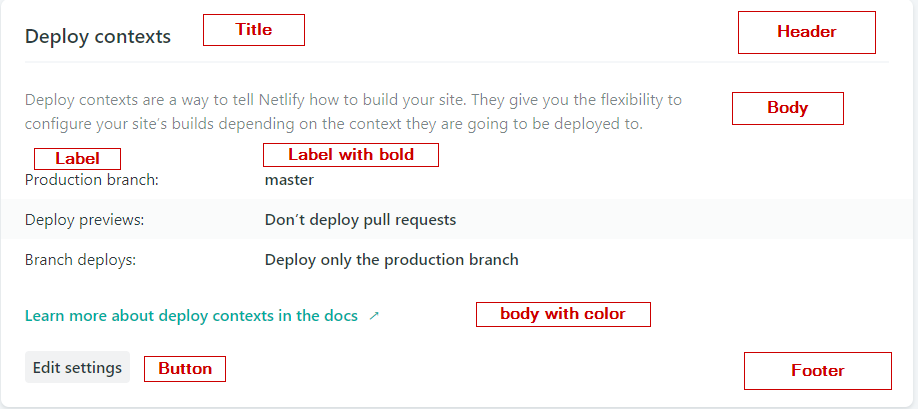 Deploy contexts
Title
Header
Deploy contexts are a way to tell Netlify how to build your site. They give you the flexibility to
configure your site’s builds depending on the context they are going to be deployed to.
Body
Label
Label with bold
Production branch: master
Deploy previews: Don’t deploy pull requests
Branch deploys: Deploy only the production branch
Learn more about deploy contexts in the docs ↗
body with color
Edit settings
Button
Footer